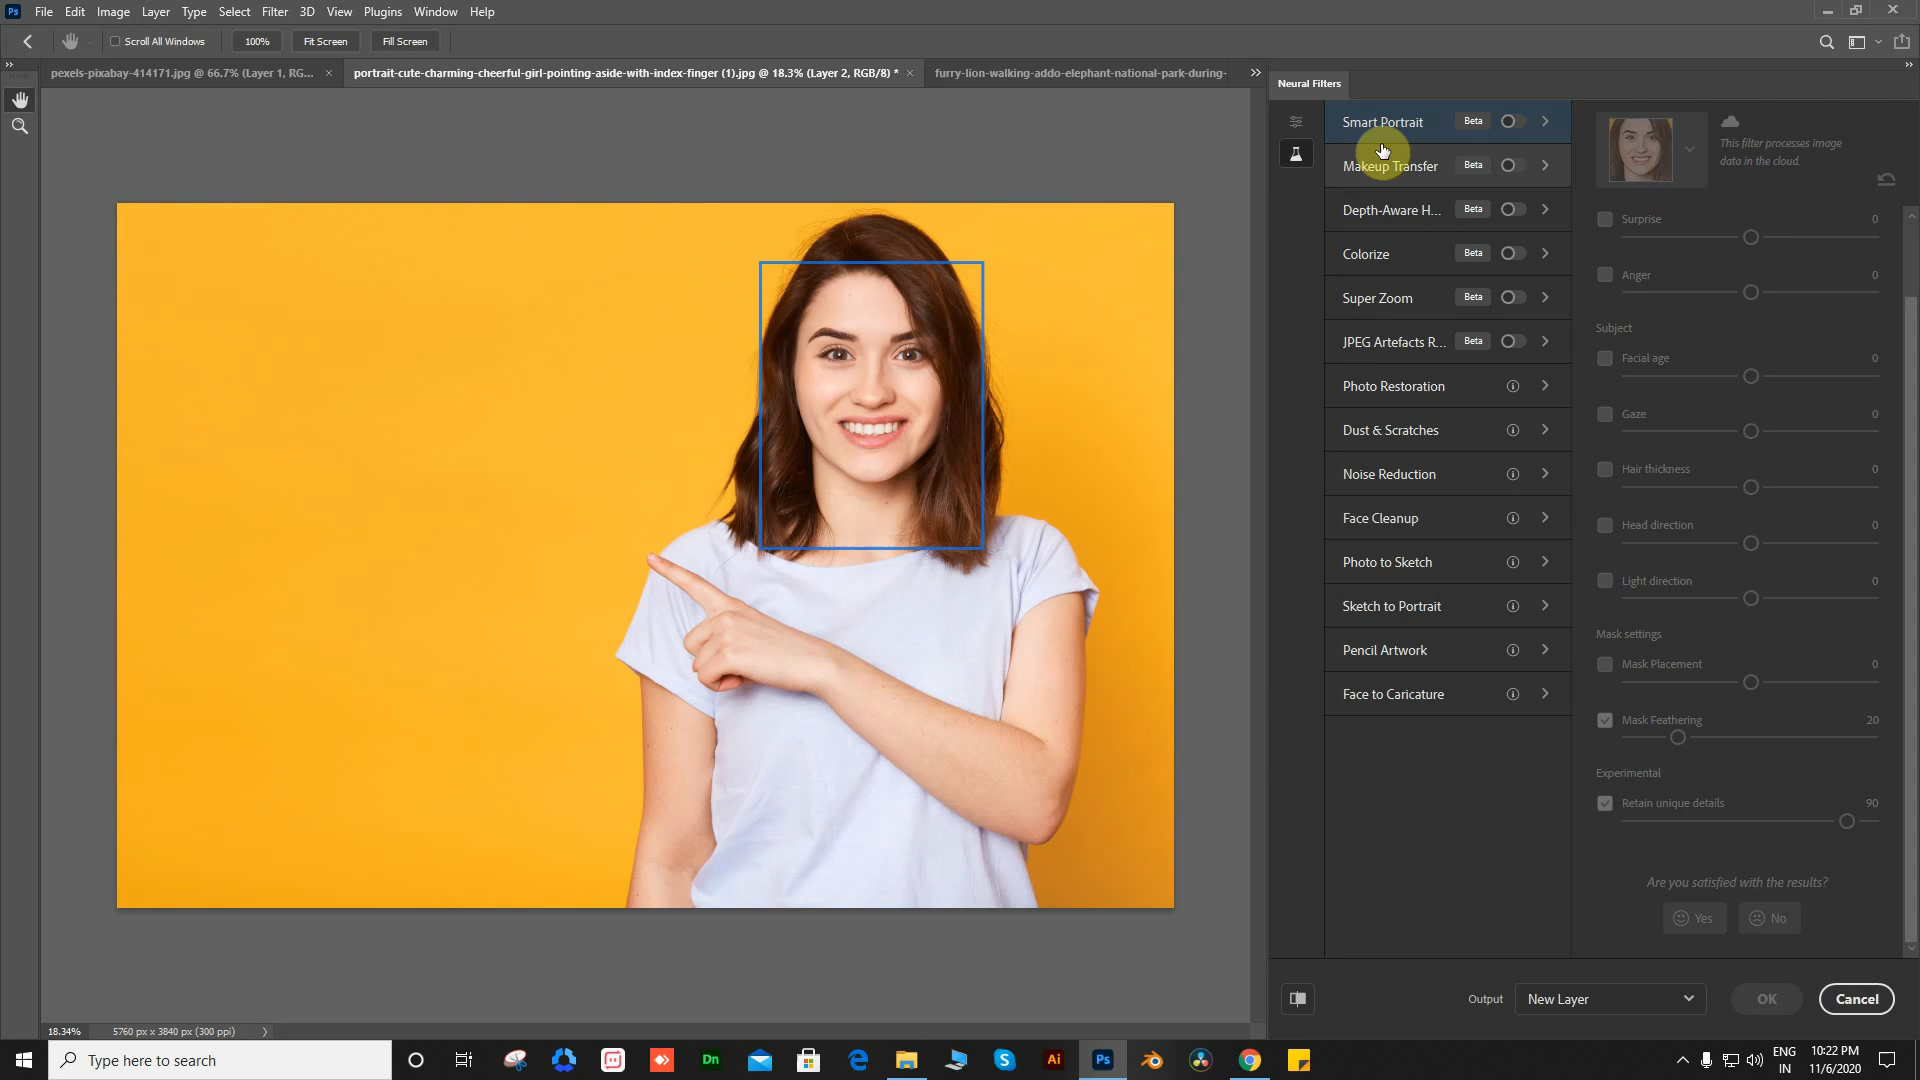 Ps File Edit Image Layer Type Select Filter 3D View Plugins Window Help
Scroll All Windows 100% Fit Screen Fill Screen
pexels-pixabay-414171.jpg @ 66.7% (Layer 1, RG... × portrait-cute-charming-cheerful-girl-pointing-aside-with-index-finger (1).jpg @ 18.3% (Layer 2, RGB/8) * × furry-lion-walking-addo-elephant-national-park-during-
Neural Filters
Smart Portrait Beta
Makeup Transfer Beta
Depth-Aware H... Beta
Colorize Beta
Super Zoom Beta
JPEG Artefacts R... Beta
Photo Restoration
Dust & Scratches
Noise Reduction
Face Cleanup
Photo to Sketch
Sketch to Portrait
Pencil Artwork
Face to Caricature
This filter processes image
data in the cloud.
Surprise 0
Anger 0
Subject
Facial age 0
Gaze 0
Hair thickness 0
Head direction 0
Light direction 0
Mask settings
Mask Placement 0
Mask Feathering 20
Experimental
Retain unique details 90
Are you satisfied with the results?
Yes No
Output New Layer OK Cancel
18.34% 5760 px x 3840 px (300 ppi)
Type here to search
Dn Ai Ps
ENG
IN
10:22 PM
11/6/2020